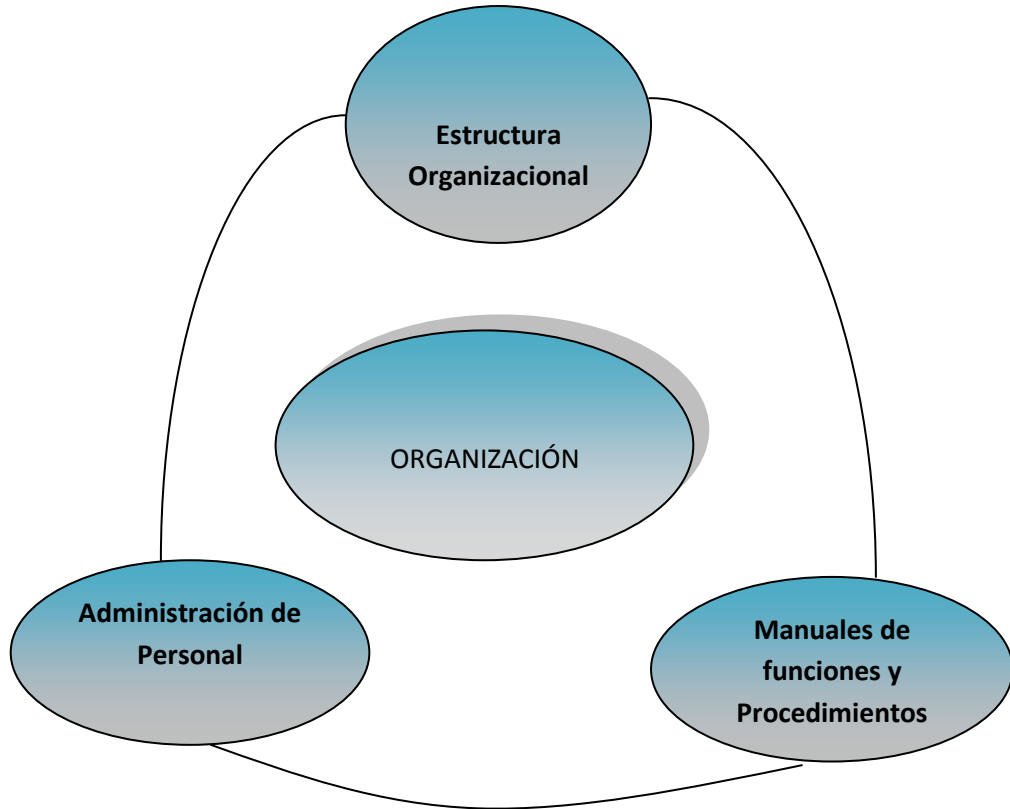 Estructura
Organizacional
ORGANIZACIÓN
Administración de
Personal
Manuales de
funciones y
Procedimientos